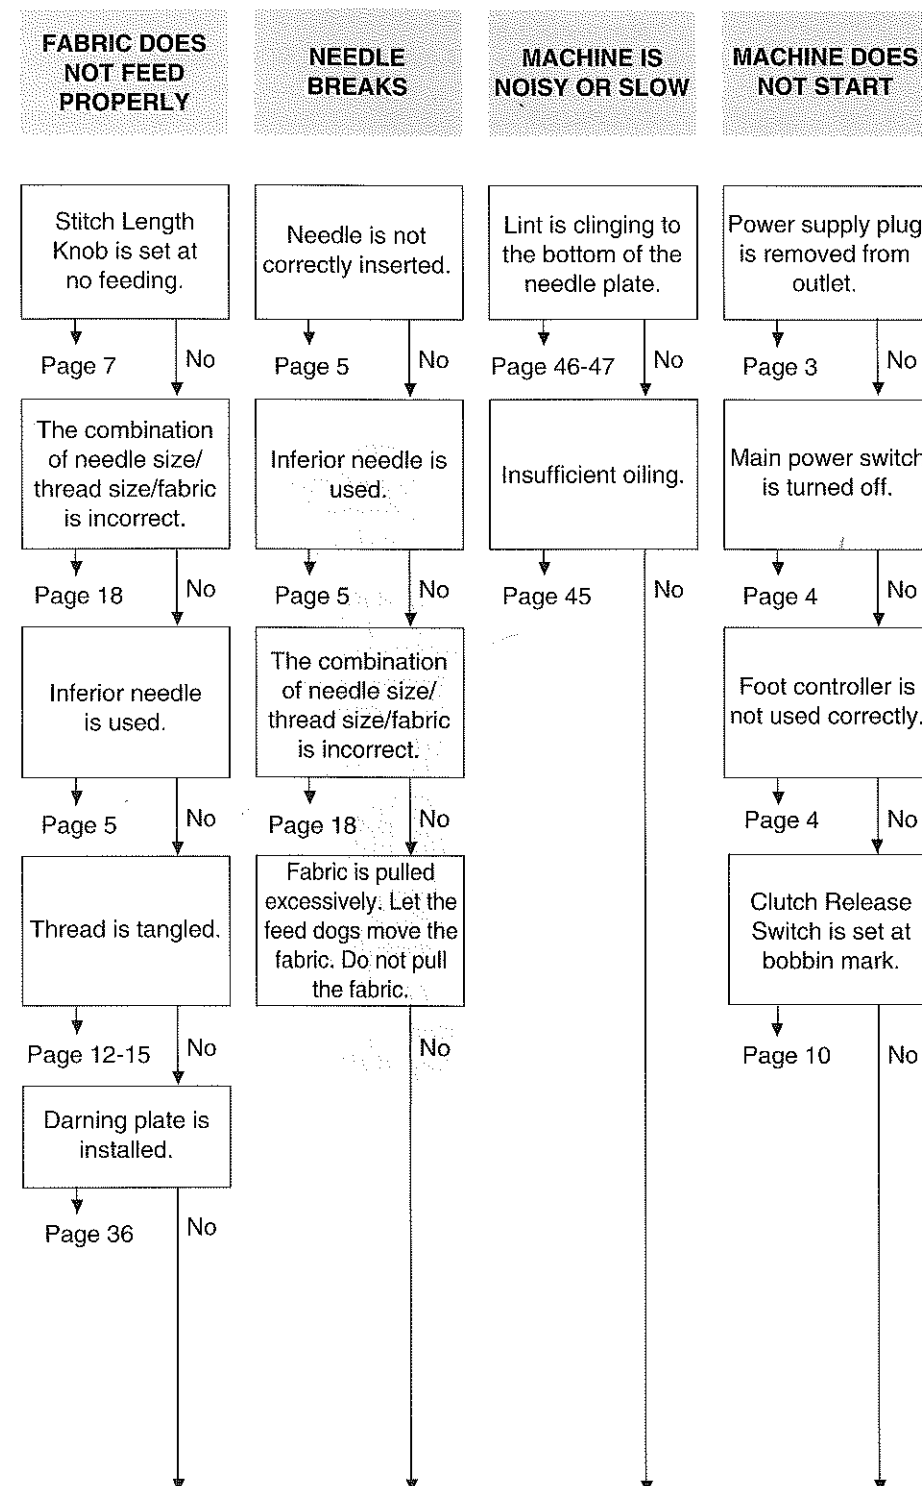 FABRIC DOES
NOT FEED
PROPERLY
Stitch Length
Knob is set at
no feeding.
Page 7
No
The combination
of needle size/
thread size/fabric
is incorrect.
Page 18
No
Inferior needle
is used.
Page 5
No
Thread is tangled.
Page 12-15
No
Darning plate is
installed.
Page 36
No
NEEDLE
BREAKS
Needle is not
correctly inserted.
Page 5
No
Inferior needle is
used.
Page 5
No
The combination
of needle size/
thread size/fabric
is incorrect.
Page 18
No
Fabric is pulled
excessively. Let the
feed dogs move the
fabric. Do not pull
the fabric.
No
MACHINE IS
NOISY OR SLOW
Lint is clinging to
the bottom of the
needle plate.
Page 46-47
No
Insufficient oiling.
Page 45
No
MACHINE DOES
NOT START
Power supply plug
is removed from
outlet.
Page 3
No
Main power switch
is turned off.
Page 4
No
Foot controller is
not used correctly.
Page 4
No
Clutch Release
Switch is set at
bobbin mark.
Page 10
No